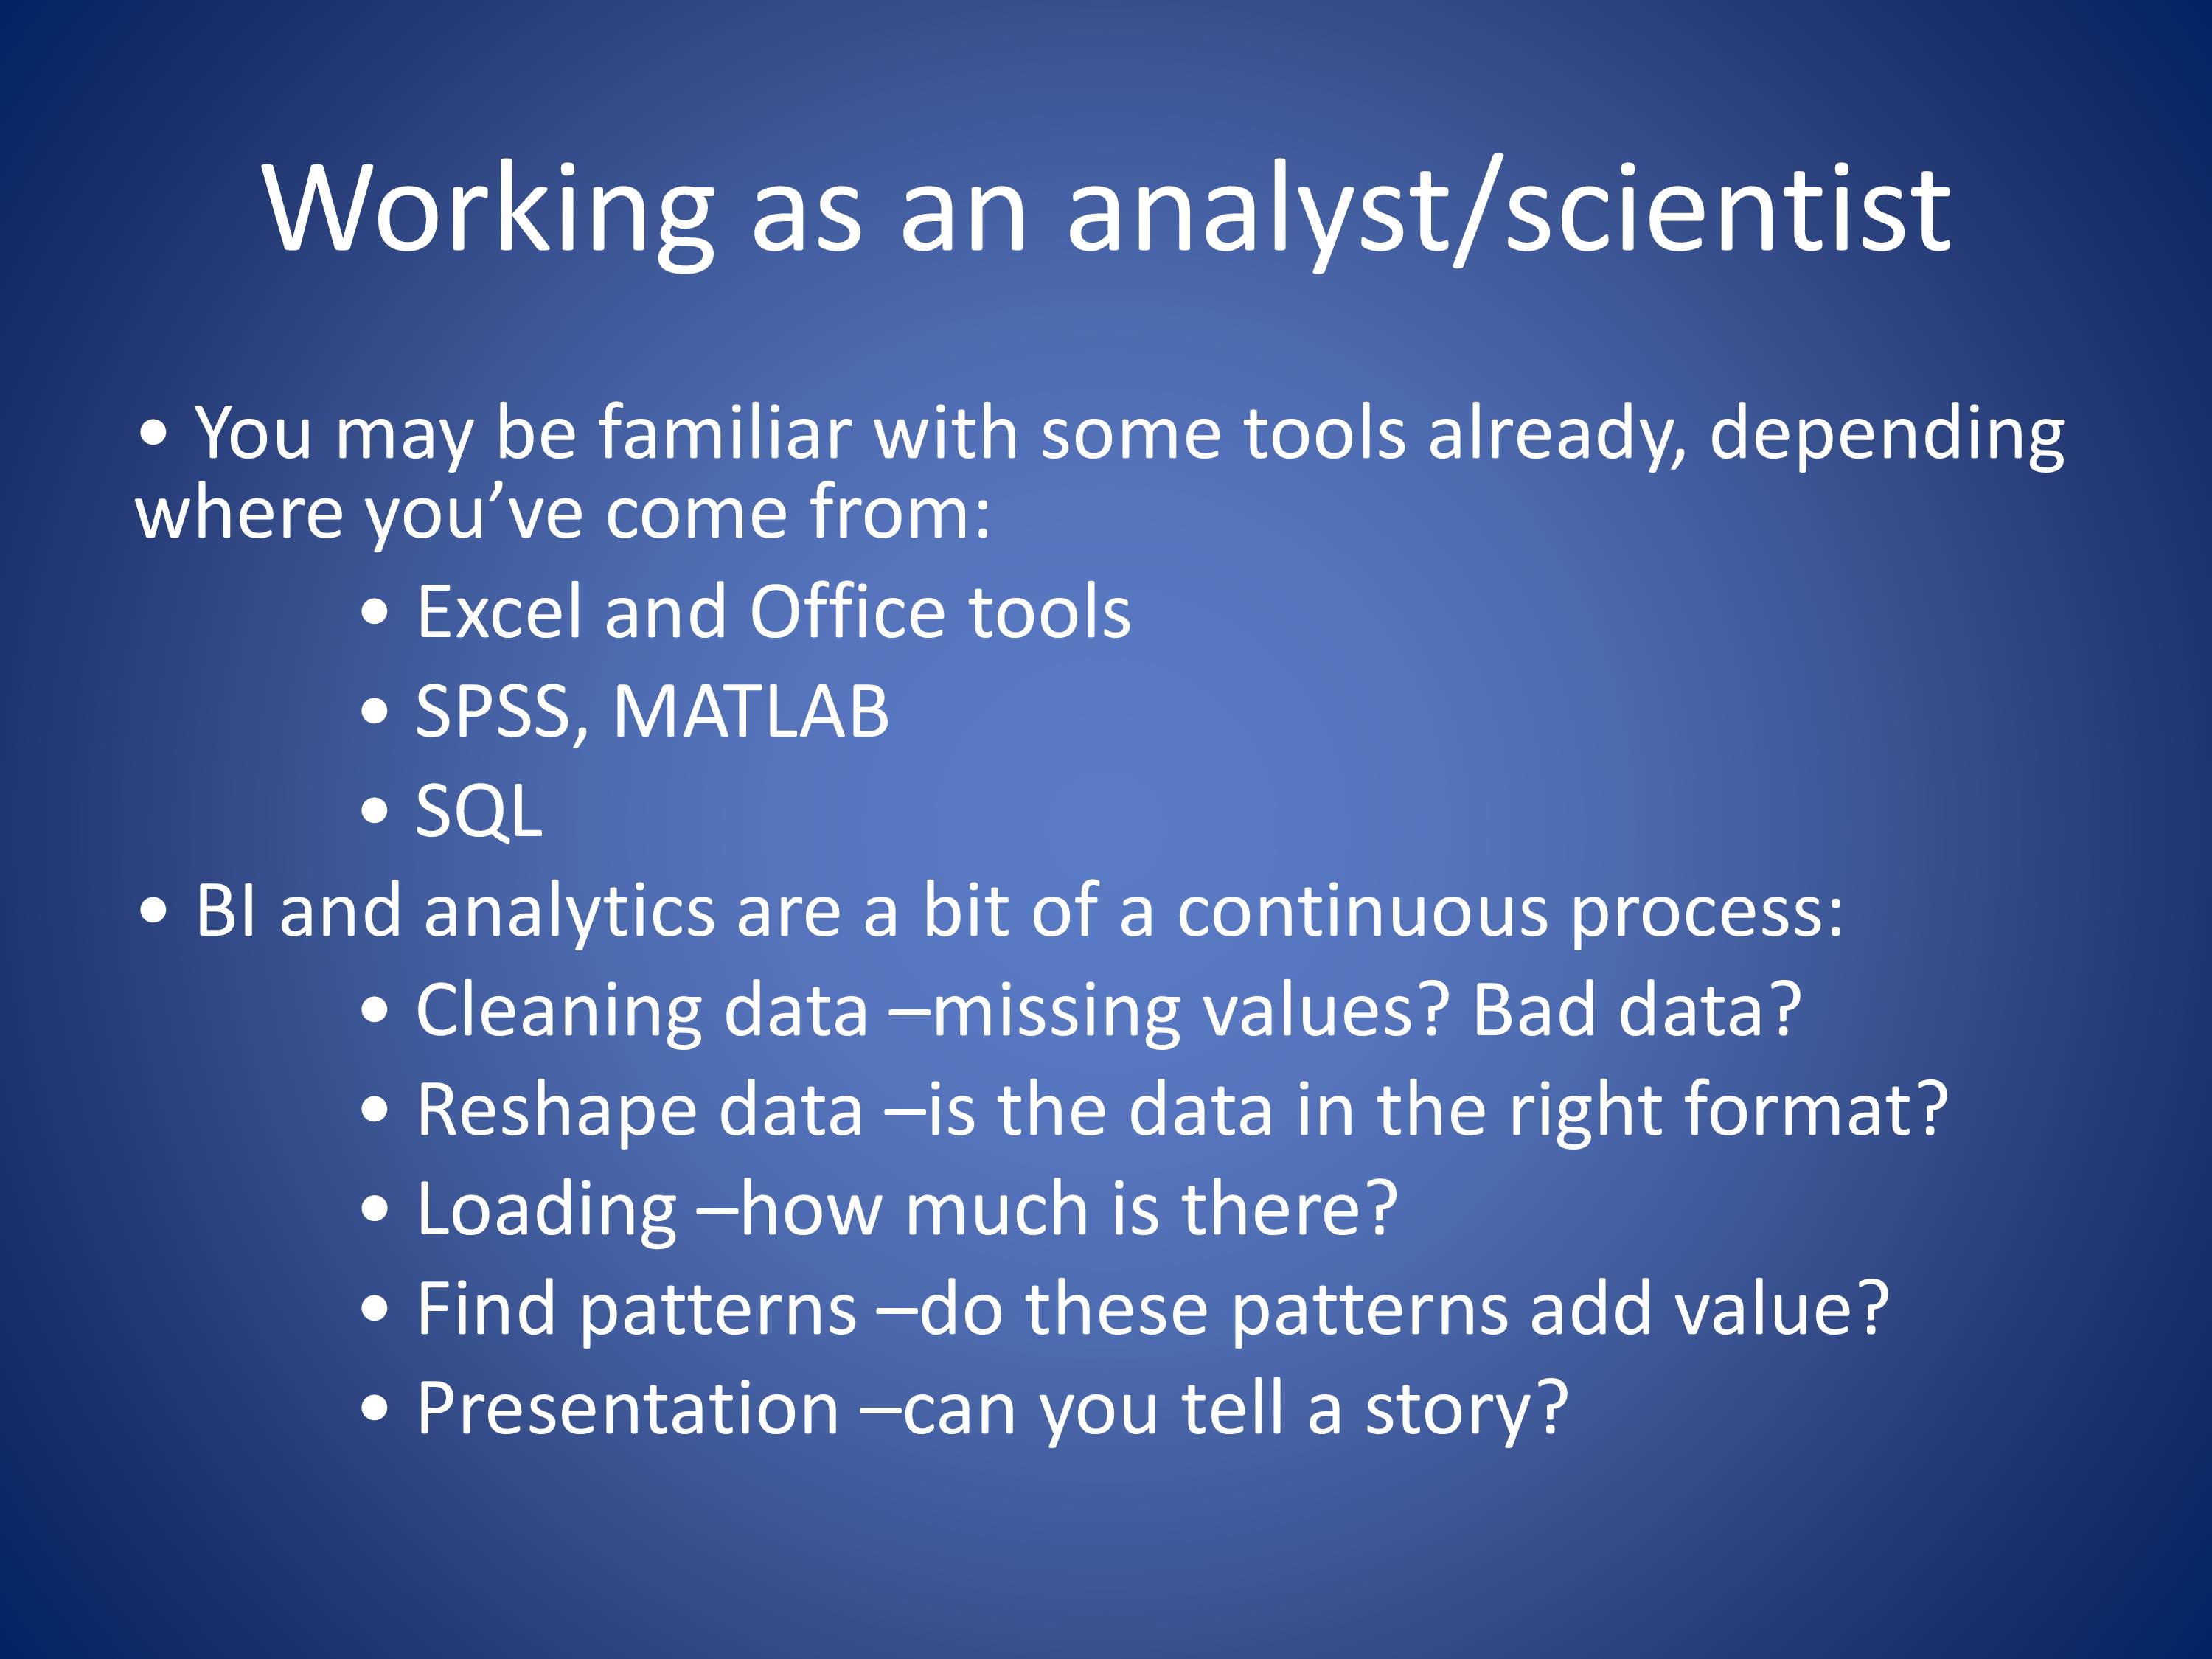 Working as an analyst/scientist
• You may be familiar with some tools already, depending
where you’ve come from:
• Excel and Office tools
• SPSS, MATLAB
• SQL
• BI and analytics are a bit of a continuous process:
• Cleaning data –missing values? Bad data?
• Reshape data –is the data in the right format?
• Loading –how much is there?
• Find patterns –do these patterns add value?
• Presentation –can you tell a story?